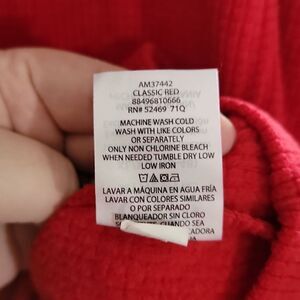 AM37442
CLASSIC RED
88496810666
RN# 52469 71Q
MACHINE WASH COLD
WASH WITH LIKE COLORS
OR SEPARATELY
ONLY NON CHLORINE BLEACH
WHEN NEEDED TUMBLE DRY LOW
LOW IRON
LAVAR A MÁQUINA EN AGUA FRÍA
LAVAR CON COLORES SIMILARES
O POR SEPARADO
BLANQUEADOR SIN CLORO
CUANDO SEA